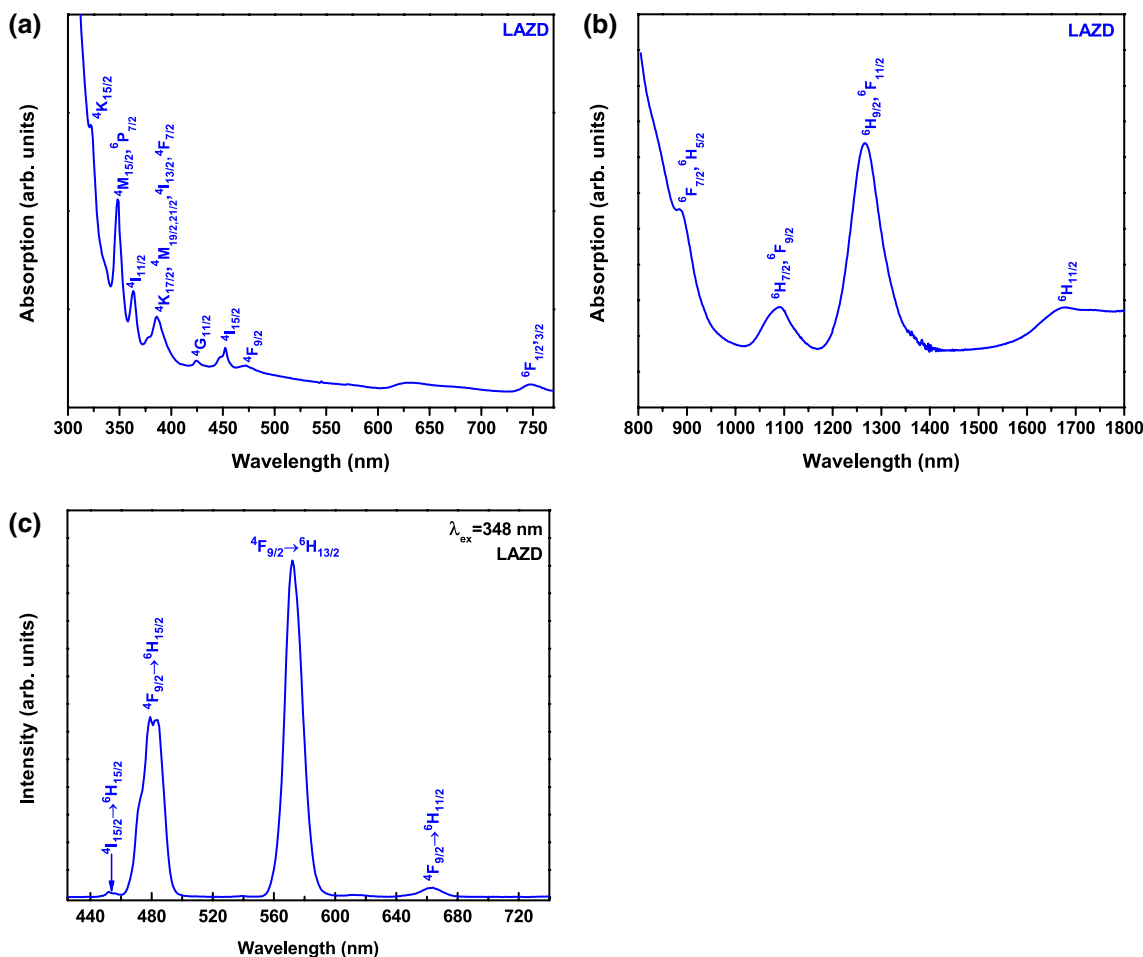 (a)
LAZD
Absorption (arb. units)
⁴K₁₅/₂
⁴M₁₅/₂, ⁶P₇/₂
⁴I₁₁/₂
⁴K₁₇/₂, ⁴M₁₉/₂,₂₁/₂, ⁴I₁₃/₂, ⁴F₇/₂
⁴G₁₁/₂
⁴I₁₅/₂
⁴F₉/₂
⁶F₁/₂,₃/₂
300 350 400 450 500 550 600 650 700 750
Wavelength (nm)
(b)
LAZD
Absorption (arb. units)
⁶F₇/₂, ⁶H₅/₂
⁶H₇/₂, ⁶F₉/₂
⁶H₉/₂, ⁶F₁₁/₂
⁶H₁₁/₂
800 900 1000 1100 1200 1300 1400 1500 1600 1700 1800
Wavelength (nm)
(c)
λₑₓ=348 nm
LAZD
Intensity (arb. units)
⁴I₁₅/₂→⁶H₁₅/₂
⁴F₉/₂→⁶H₁₅/₂
⁴F₉/₂→⁶H₁₃/₂
⁴F₉/₂→⁶H₁₁/₂
440 480 520 560 600 640 680 720
Wavelength (nm)